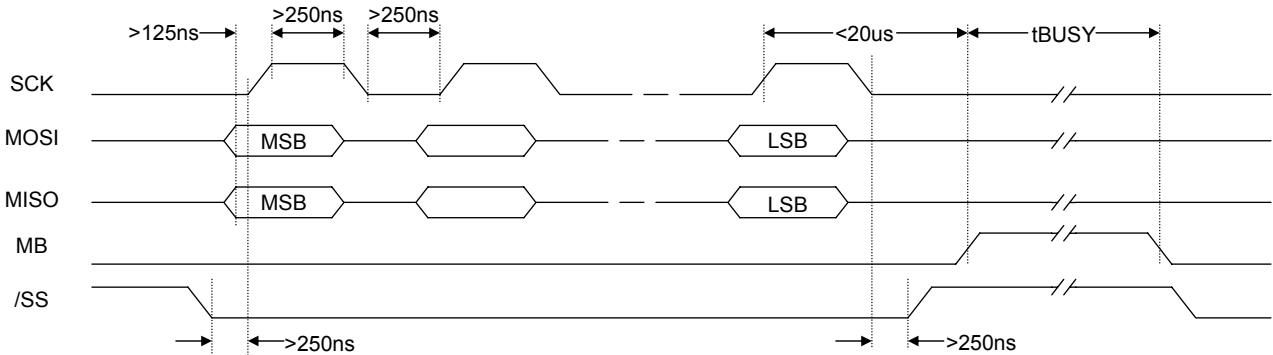 >250ns >250ns
>125ns <20us tBUSY
SCK
MOSI MSB LSB
MISO MSB LSB
MB
/SS
>250ns >250ns